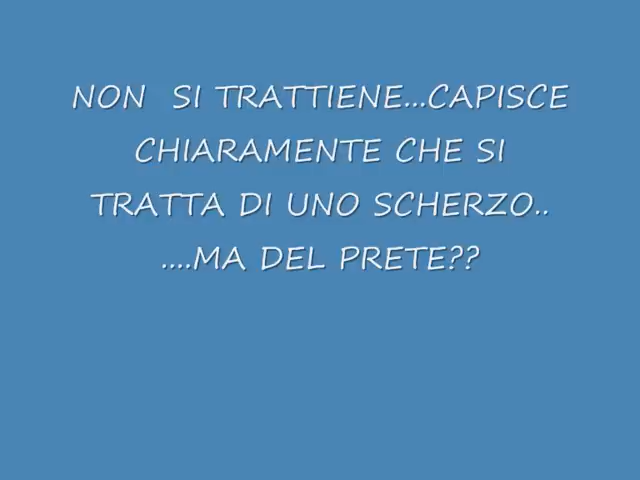 NON  SI TRATTIENE...CAPISCE
CHIARAMENTE CHE SI
TRATTA DI UNO SCHERZO..
....MA DEL PRETE??